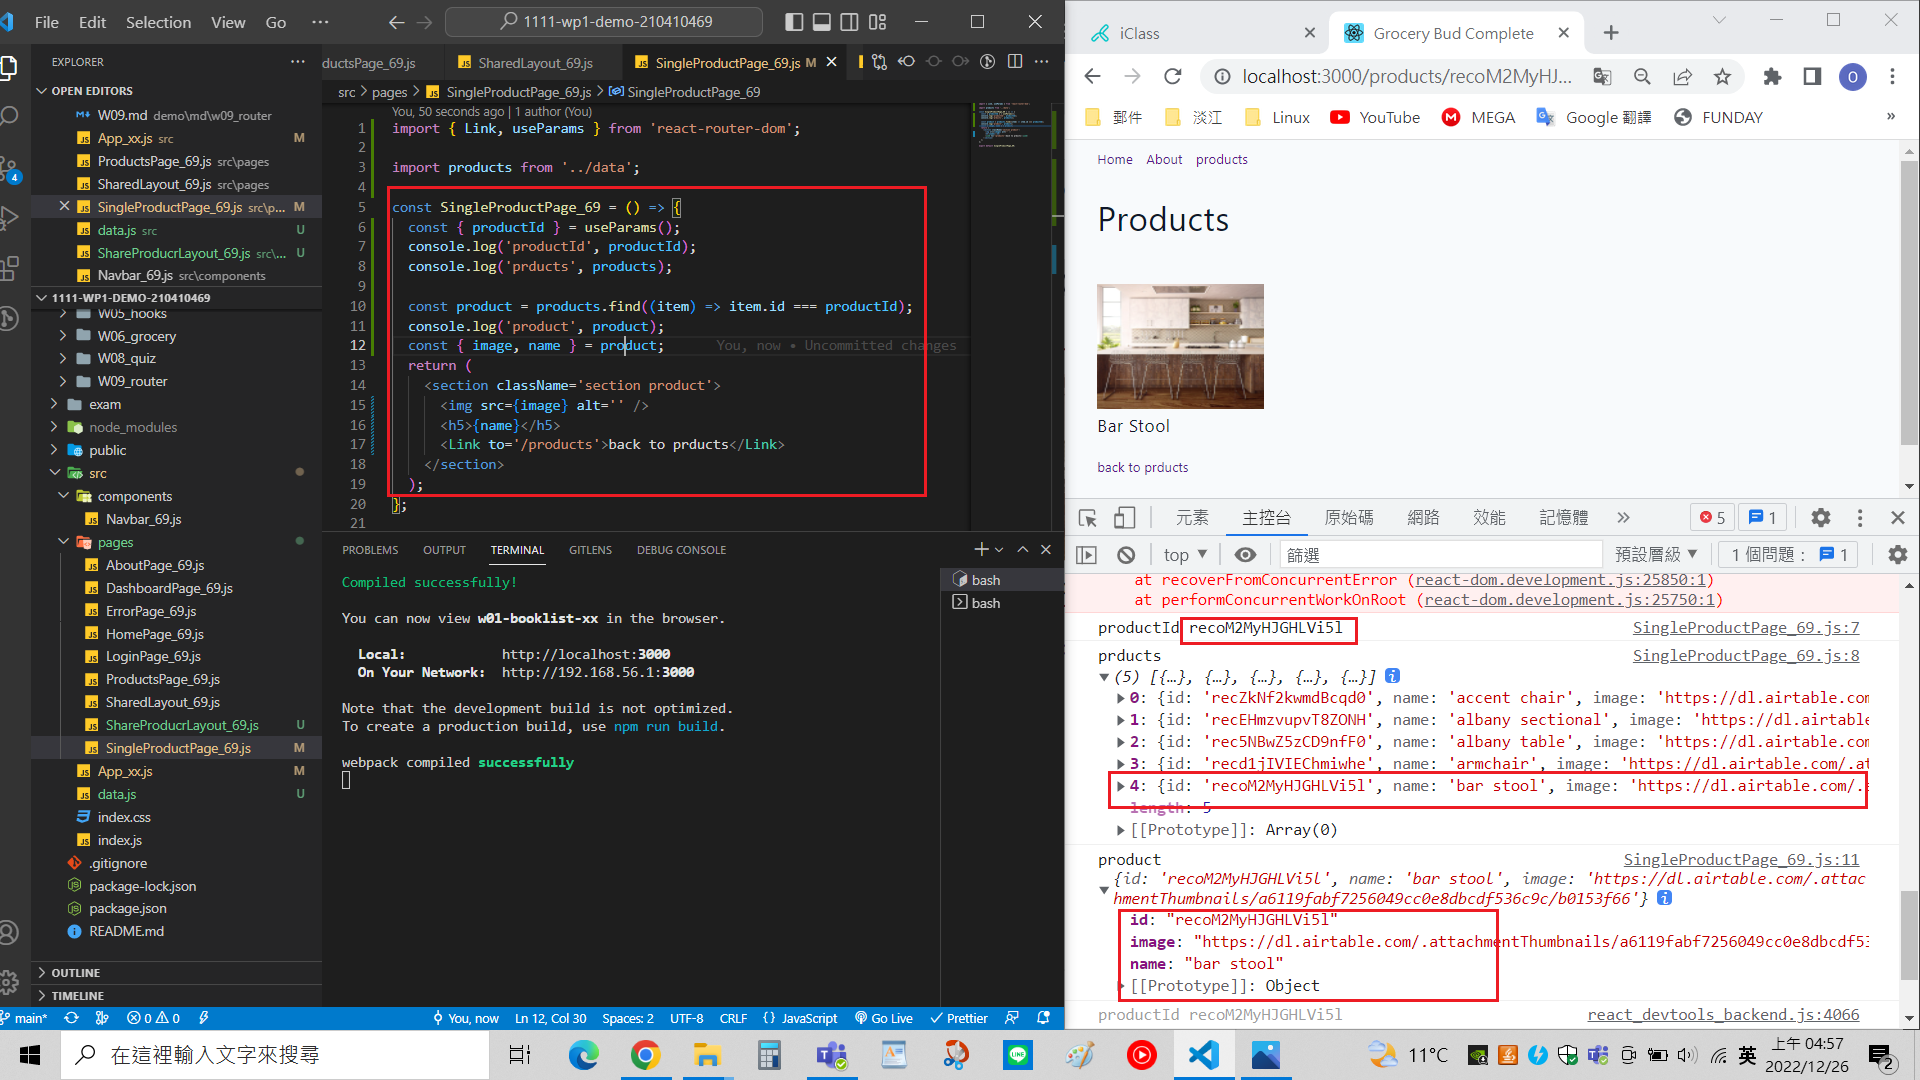 File Edit Selection View Go ··· 1111-wp1-demo-210410469
EXPLORER ···
OPEN EDITORS
W09.md demo\md\w09_router
App_xx.js src M
ProductsPage_69.js src\pages
SharedLayout_69.js src\pages
SingleProductPage_69.js src\p... M
data.js src U
ShareProducrLayout_69.js src\... U
Navbar_69.js src\components
1111-WP1-DEMO-210410469
W05_hooks
W06_grocery
W08_quiz
W09_router
exam
node_modules
public
src
components
Navbar_69.js
pages
AboutPage_69.js
DashboardPage_69.js
ErrorPage_69.js
HomePage_69.js
LoginPage_69.js
ProductsPage_69.js
SharedLayout_69.js
ShareProducrLayout_69.js U
SingleProductPage_69.js M
App_xx.js M
data.js U
index.css
index.js
.gitignore
package-lock.json
package.json
README.md
OUTLINE
TIMELINE
ductsPage_69.js SharedLayout_69.js SingleProductPage_69.js M
src > pages > SingleProductPage_69.js > SingleProductPage_69
You, 50 seconds ago | 1 author (You)
1 import { Link, useParams } from 'react-router-dom';
2
3 import products from '../data';
4
5 const SingleProductPage_69 = () => {
6 const { productId } = useParams();
7 console.log('productId', productId);
8 console.log('prducts', products);
9
10 const product = products.find((item) => item.id === productId);
11 console.log('product', product);
12 const { image, name } = product; You, now • Uncommitted changes
13 return (
14 <section className='section product'>
15 <img src={image} alt='' />
16 <h5>{name}</h5>
17 <Link to='/products'>back to prducts</Link>
18 </section>
19 );
20 };
21
PROBLEMS OUTPUT TERMINAL GITLENS DEBUG CONSOLE
bash
bash
Compiled successfully!
You can now view w01-booklist-xx in the browser.
Local: http://localhost:3000
On Your Network: http://192.168.56.1:3000
Note that the development build is not optimized.
To create a production build, use npm run build.
webpack compiled successfully
4
main* 0 0 You, now Ln 12, Col 30 Spaces: 2 UTF-8 CRLF {} JavaScript Go Live Prettier
iClass Grocery Bud Complete
localhost:3000/products/recoM2MyHJ... O
郵件 淡江 Linux YouTube MEGA Google 翻譯 FUNDAY »
Home About products
Products
Bar Stool
back to prducts
元素 主控台 原始碼 網路 效能 記憶體 » 5 1
top 篩選 預設層級 1 個問題： 1
at recoverFromConcurrentError (react-dom.development.js:25850:1)
at performConcurrentWorkOnRoot (react-dom.development.js:25750:1)
productId recoM2MyHJGHLVi5l SingleProductPage_69.js:7
prducts SingleProductPage_69.js:8
(5) [{…}, {…}, {…}, {…}, {…}]
0: {id: 'recZkNf2kwmdBcqd0', name: 'accent chair', image: 'https://dl.airtable.com
1: {id: 'recEHmzvupvT8ZONH', name: 'albany sectional', image: 'https://dl.airtable
2: {id: 'rec5NBwZ5zCD9nfF0', name: 'albany table', image: 'https://dl.airtable.com
3: {id: 'recd1jIVIEChmiwhe', name: 'armchair', image: 'https://dl.airtable.com/.at
4: {id: 'recoM2MyHJGHLVi5l', name: 'bar stool', image: 'https://dl.airtable.com/.a
length: 5
[[Prototype]]: Array(0)
product SingleProductPage_69.js:11
{id: 'recoM2MyHJGHLVi5l', name: 'bar stool', image: 'https://dl.airtable.com/.attac
hmentThumbnails/a6119fabf7256049cc0e8dbcdf536c9c/b0153f66'}
id: "recoM2MyHJGHLVi5l"
image: "https://dl.airtable.com/.attachmentThumbnails/a6119fabf7256049cc0e8dbcdf53
name: "bar stool"
[[Prototype]]: Object
productId recoM2MyHJGHLVi5l react_devtools_backend.js:4066
在這裡輸入文字來搜尋 11°C 英 上午 04:57
2022/12/26 2